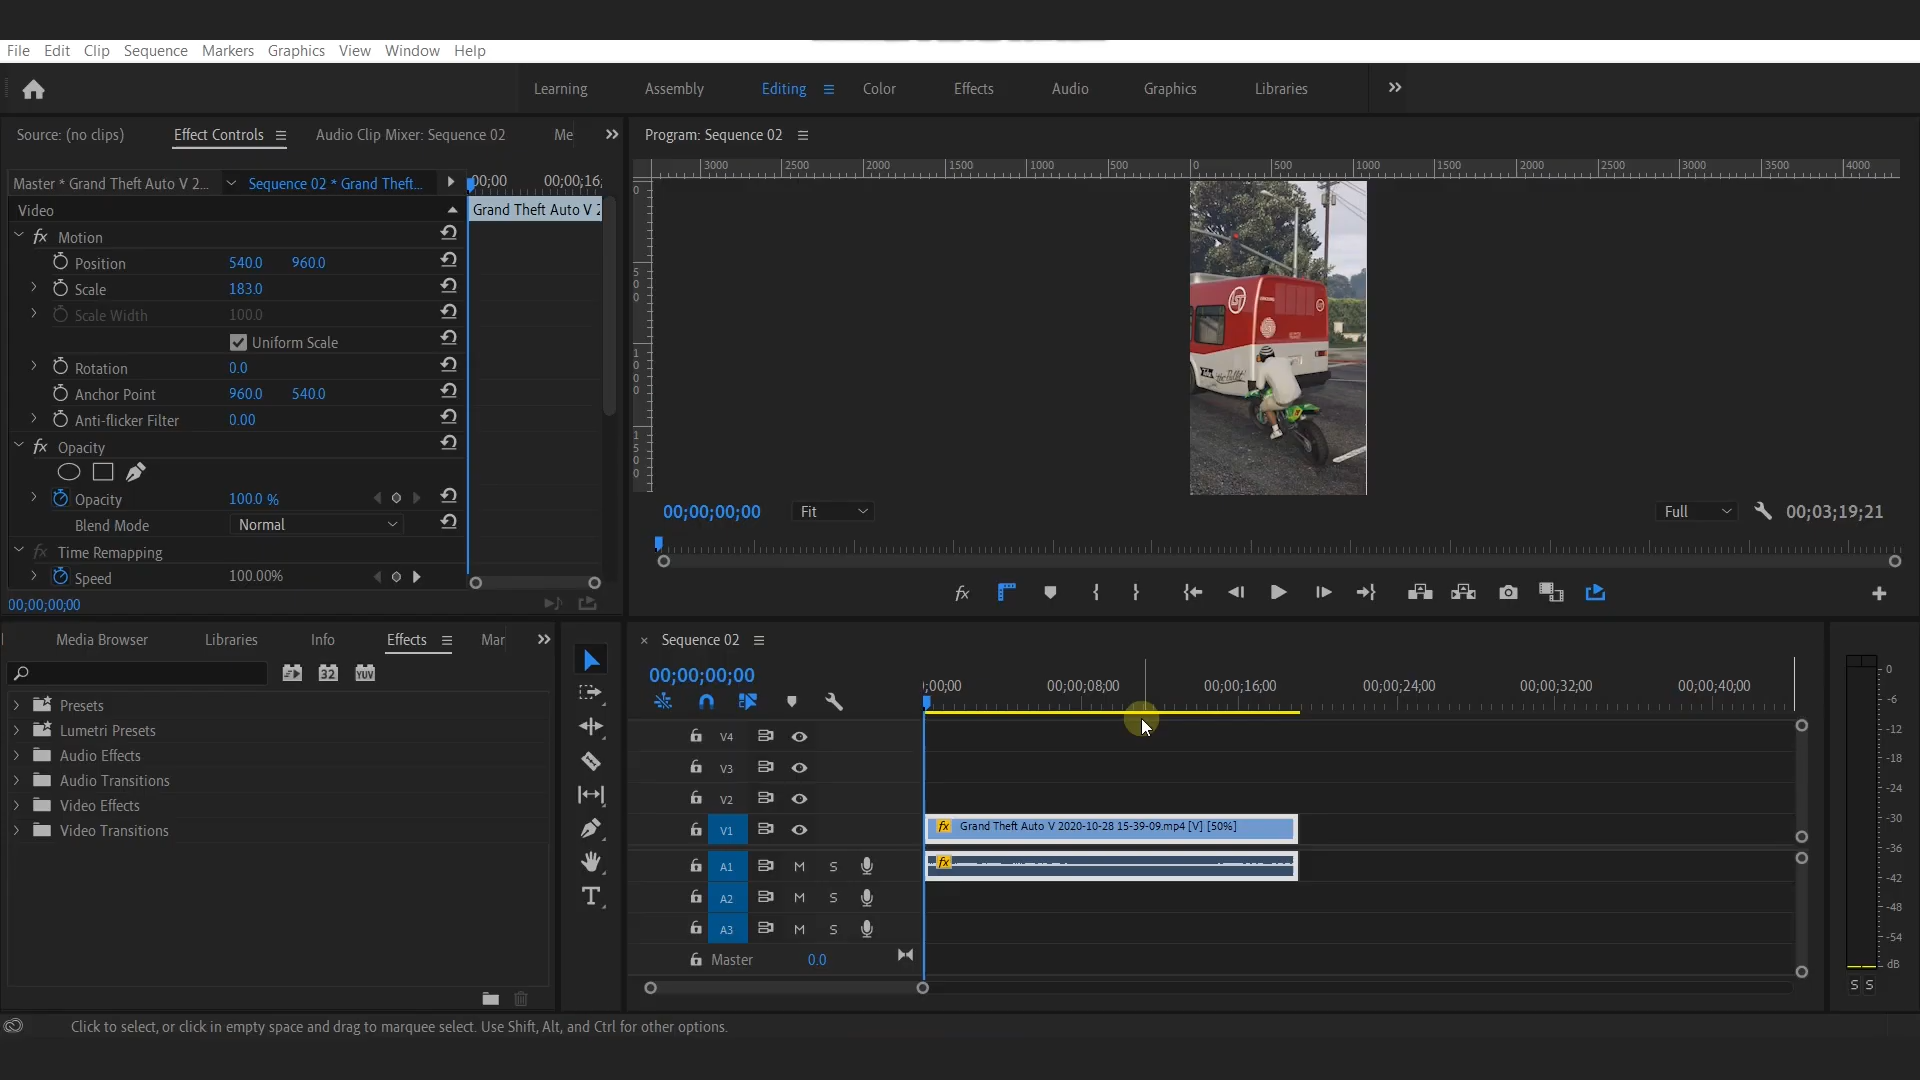 File Edit Clip Sequence Markers Graphics View Window Help
Learning Assembly Editing Color Effects Audio Graphics Libraries
Source: (no clips) Effect Controls Audio Clip Mixer: Sequence 02 Me
Program: Sequence 02
3000 2500 2000 1500 1000 500 0 500 1000 1500 2000 2500 3000 3500 4000
Master * Grand Theft Auto V 2... Sequence 02 * Grand Theft... 00;00 00;00;16;
Video Grand Theft Auto V 2
Motion
Position 540.0 960.0
Scale 183.0
Scale Width 100.0
Uniform Scale
Rotation 0.0
Anchor Point 960.0 540.0
Anti-flicker Filter 0.00
Opacity
Opacity 100.0 %
Blend Mode Normal
Time Remapping
Speed 100.00%
00;00;00;00
0
500
1000
1500
00;00;00;00 Fit Full 00;03;19;21
Media Browser Libraries Info Effects Mar
32 YUV
Presets
Lumetri Presets
Audio Effects
Audio Transitions
Video Effects
Video Transitions
Sequence 02
00;00;00;00
;00;00 00;00;08;00 00;00;16;00 00;00;24;00 00;00;32;00 00;00;40;00
V4
V3
V2
V1 fx Grand Theft Auto V 2020-10-28 15-39-09.mp4 [V] [50%]
A1 M S fx
A2 M S
A3 M S
Master 0.0
0
-6
-12
-18
-24
-30
-36
-42
-48
-54
dB
S S
Click to select, or click in empty space and drag to marquee select. Use Shift, Alt, and Ctrl for other options.